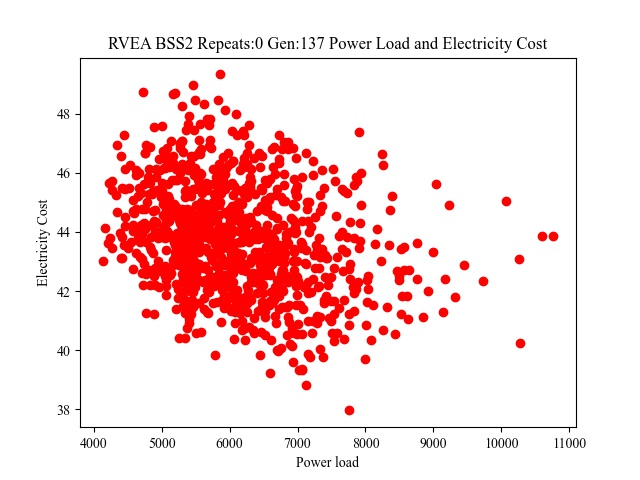 RVEA BSS2 Repeats:0 Gen:137 Power Load and Electricity Cost
48
46
44
42
40
38
Electricity Cost
4000 5000 6000 7000 8000 9000 10000 11000
Power load